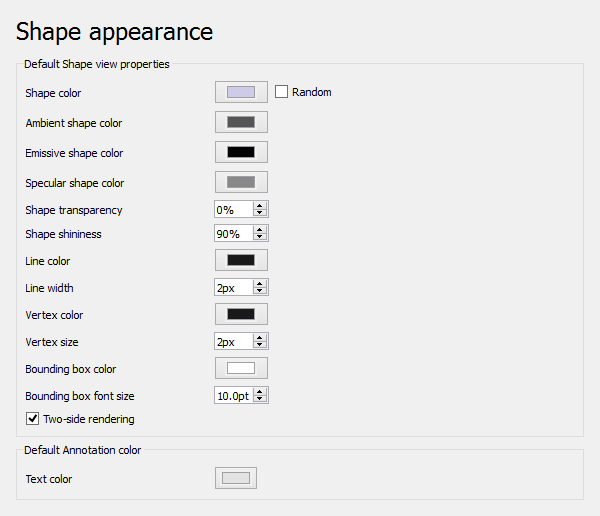 Shape appearance
Default Shape view properties
Shape color Random
Ambient shape color
Emissive shape color
Specular shape color
Shape transparency 0%
Shape shininess 90%
Line color
Line width 2px
Vertex color
Vertex size 2px
Bounding box color
Bounding box font size 10.0pt
Two-side rendering
Default Annotation color
Text color